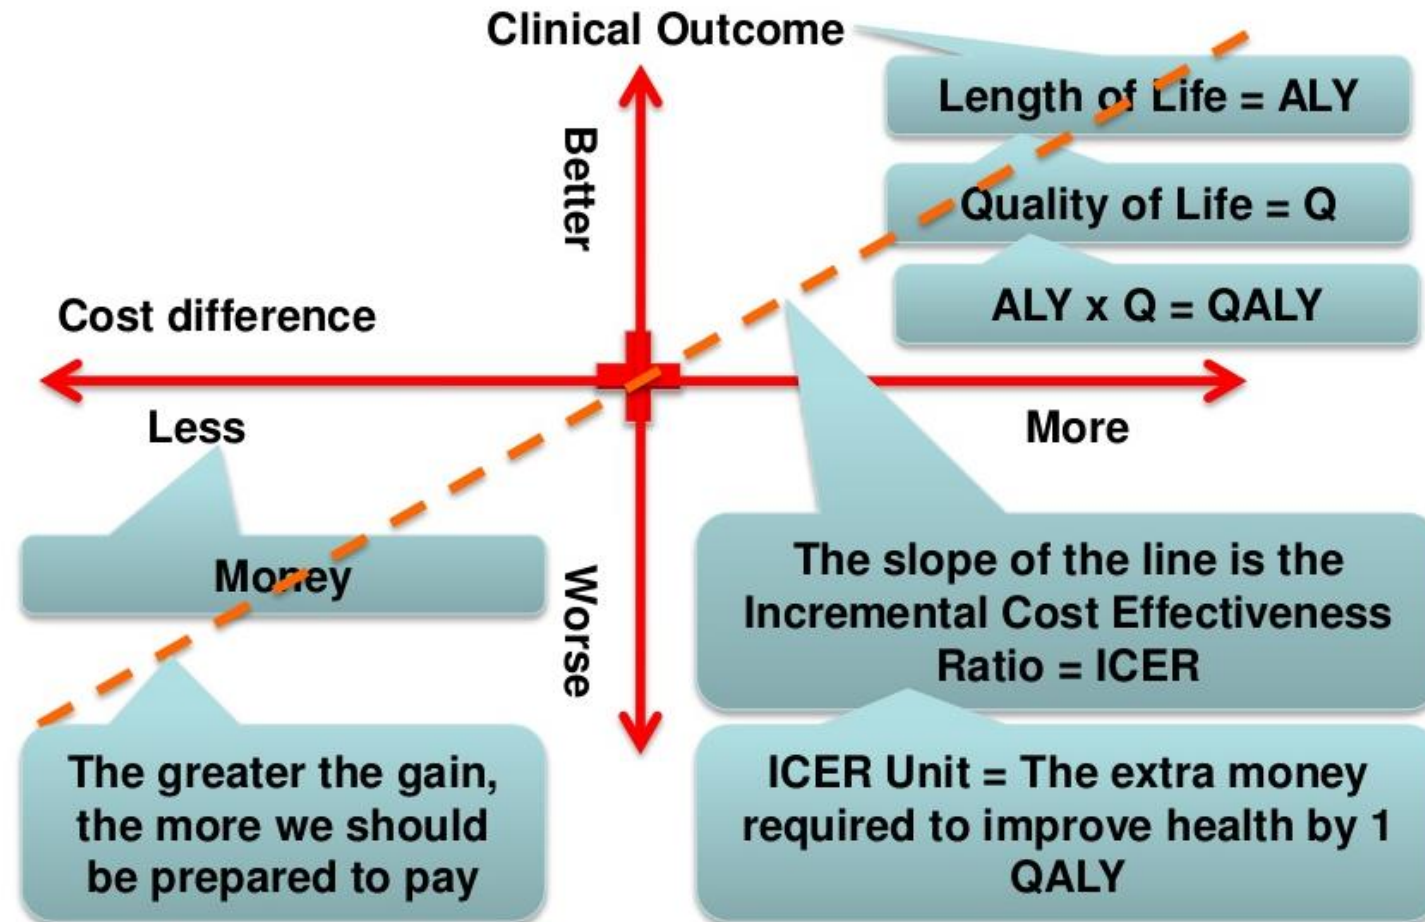 Clinical Outcome
Length of Life = ALY
Better
Quality of Life = Q
ALY x Q = QALY
Cost difference
Less
More
Money
Worse
The slope of the line is the
Incremental Cost Effectiveness
Ratio = ICER
The greater the gain,
the more we should
be prepared to pay
ICER Unit = The extra money
required to improve health by 1
QALY